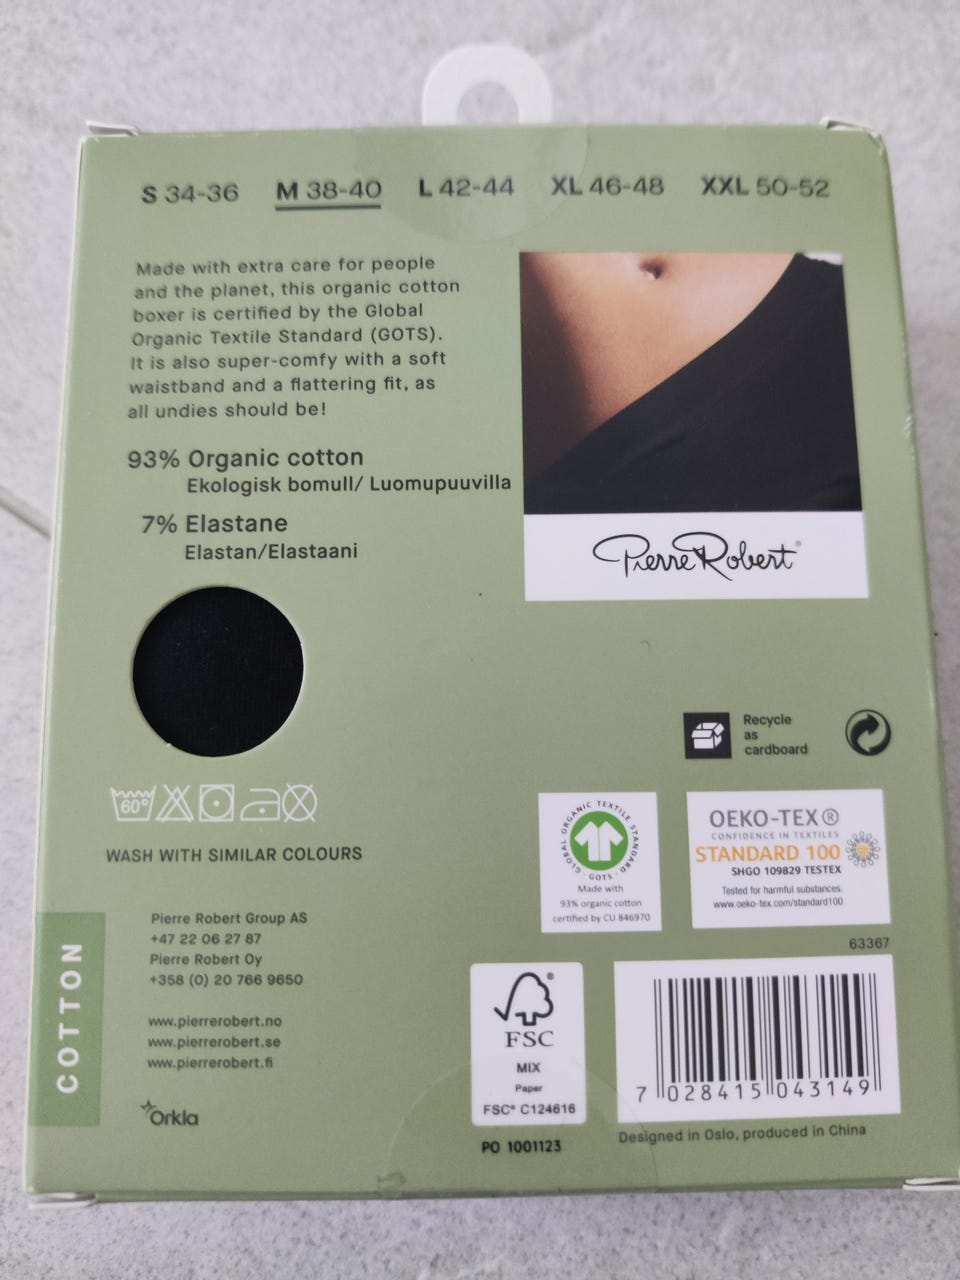 S 34-36 M 38-40 L 42-44 XL 46-48 XXL 50-52
Made with extra care for people
and the planet, this organic cotton
boxer is certified by the Global
Organic Textile Standard (GOTS).
It is also super-comfy with a soft
waistband and a flattering fit, as
all undies should be!
93% Organic cotton
Ekologisk bomull/ Luomupuuvilla
7% Elastane
Elastan/Elastaani
Pierre Robert®
Recycle
as
cardboard
60°
WASH WITH SIMILAR COLOURS
GLOBAL ORGANIC TEXTILE STANDARD · GOTS ·
Made with
93% organic cotton
certified by CU 846970
OEKO-TEX®
CONFIDENCE IN TEXTILES
STANDARD 100
SHGO 109829 TESTEX
Tested for harmful substances.
www.oeko-tex.com/standard100
Pierre Robert Group AS
+47 22 06 27 87
Pierre Robert Oy
+358 (0) 20 766 9650
www.pierrerobert.no
www.pierrerobert.se
www.pierrerobert.fi
Orkla
COTTON
FSC
MIX
Paper
FSC® C124616
PO 1001123
63367
7 028415 043149
Designed in Oslo, produced in China